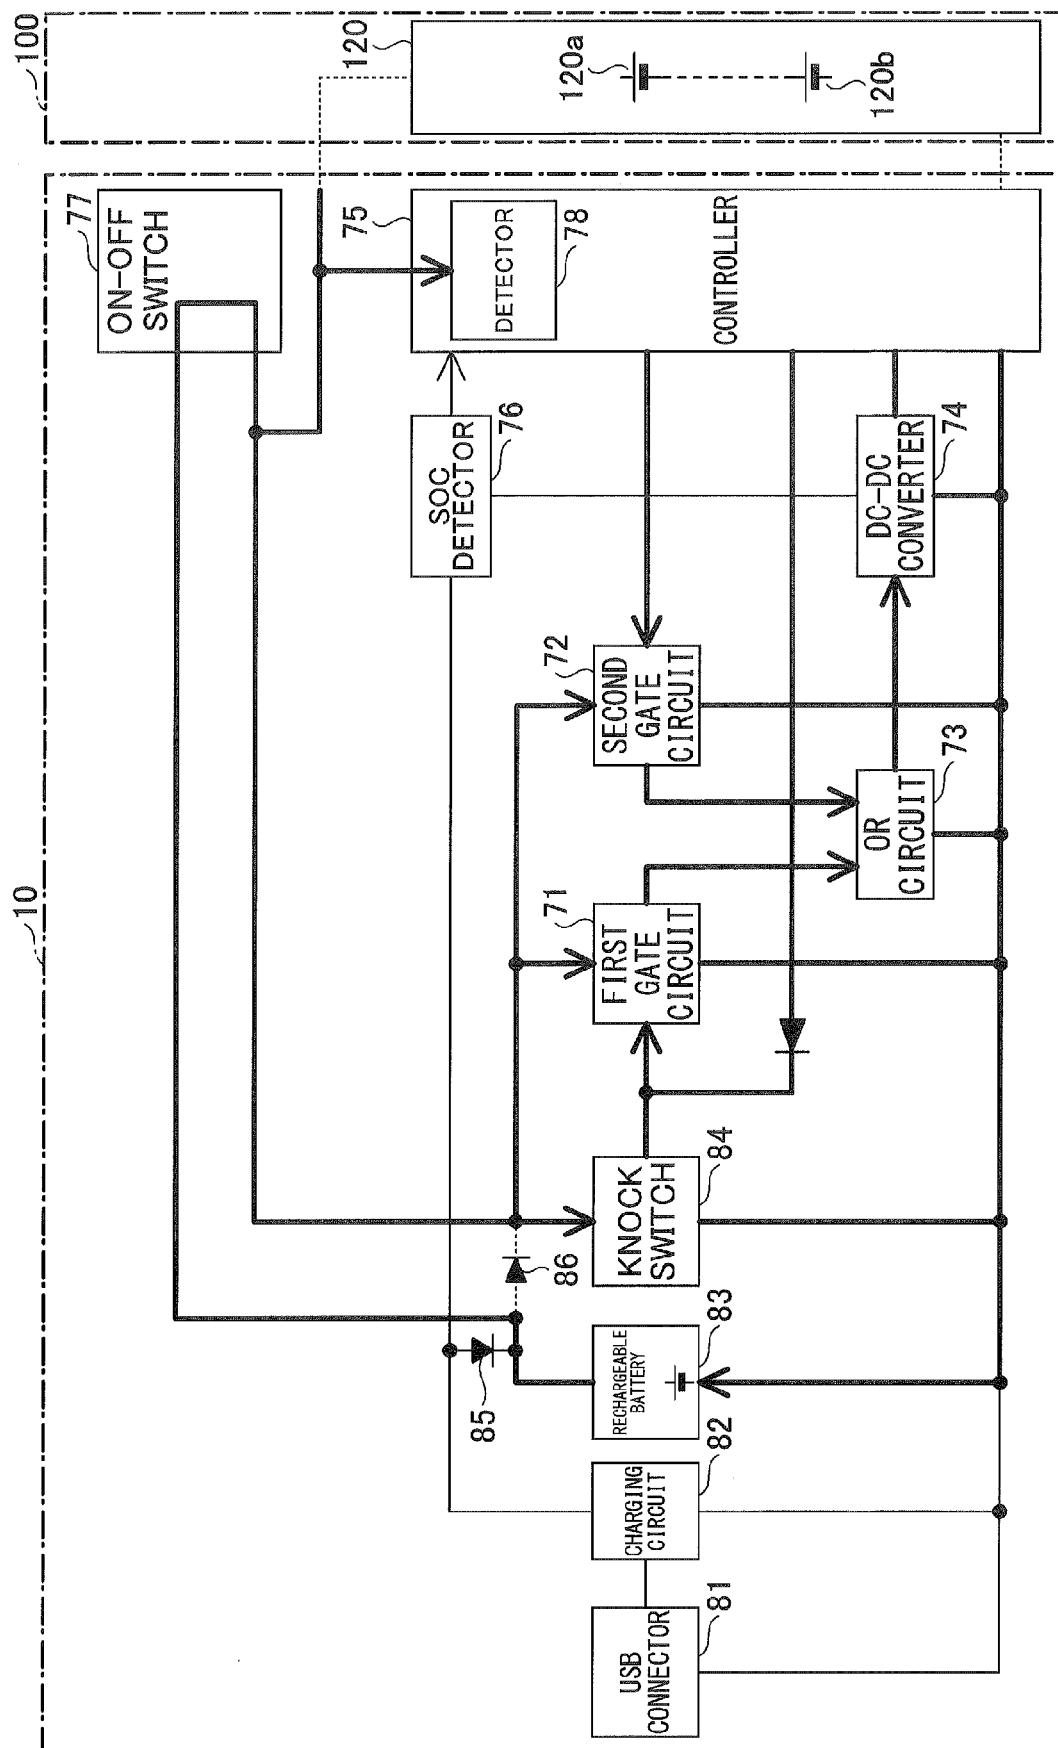 100
120
120a
120b
10
77
ON-OFF
SWITCH
75
DETECTOR
78
CONTROLLER
SOC
DETECTOR
76
DC-DC
CONVERTER
74
72
SECOND
GATE
CIRCUIT
71
FIRST
GATE
CIRCUIT
OR
CIRCUIT
73
KNOCK
SWITCH
84
86
85
RECHARGEABLE
BATTERY
83
CHARGING
CIRCUIT
82
USB
CONNECTOR
81